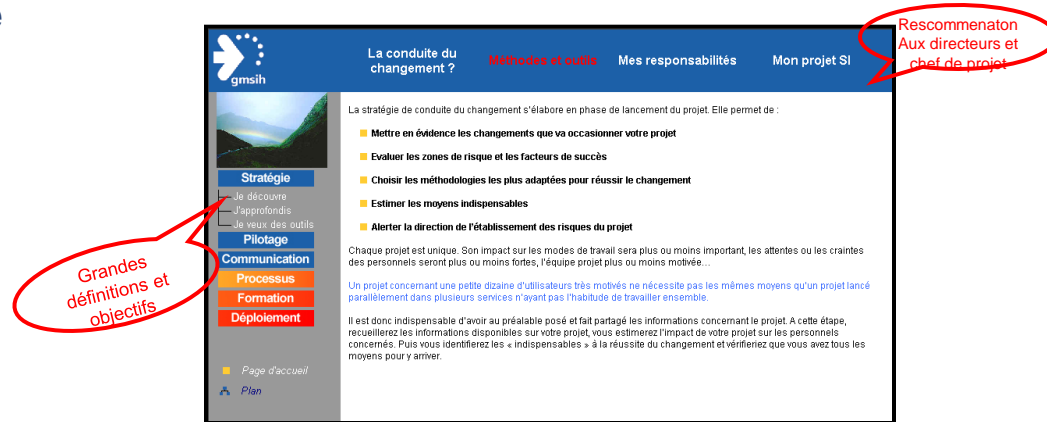 e
Rescommenaton
Aux directeurs et
chef de projet
gmsih
La conduite du
changement ?
Méthodes et outils
Mes responsabilités
Mon projet SI
La stratégie de conduite du changement s'élabore en phase de lancement du projet. Elle permet de :
Mettre en évidence les changements que va occasionner votre projet
Evaluer les zones de risque et les facteurs de succès
Choisir les méthodologies les plus adaptées pour réussir le changement
Estimer les moyens indispensables
Alerter la direction de l'établissement des risques du projet
Chaque projet est unique. Son impact sur les modes de travail sera plus ou moins important, les attentes ou les craintes
des personnels seront plus ou moins fortes, l'équipe projet plus ou moins motivée...
Un projet concernant une petite dizaine d'utilisateurs très motivés ne nécessite pas les mêmes moyens qu'un projet lancé
parallèlement dans plusieurs services n'ayant pas l'habitude de travailler ensemble.
Il est donc indispensable d'avoir au préalable posé et fait partagé les informations concernant le projet. A cette étape,
recueillerez les informations disponibles sur votre projet, vous estimerez l'impact de votre projet sur les personnels
concernés. Puis vous identifierez les « indispensables » à la réussite du changement et vérifieriez que vous avez tous les
moyens pour y arriver.
Stratégie
Je découvre
J'approfondis
Je veux des outils
Pilotage
Communication
Processus
Formation
Déploiement
Page d'accueil
Plan
Grandes
définitions et
objectifs